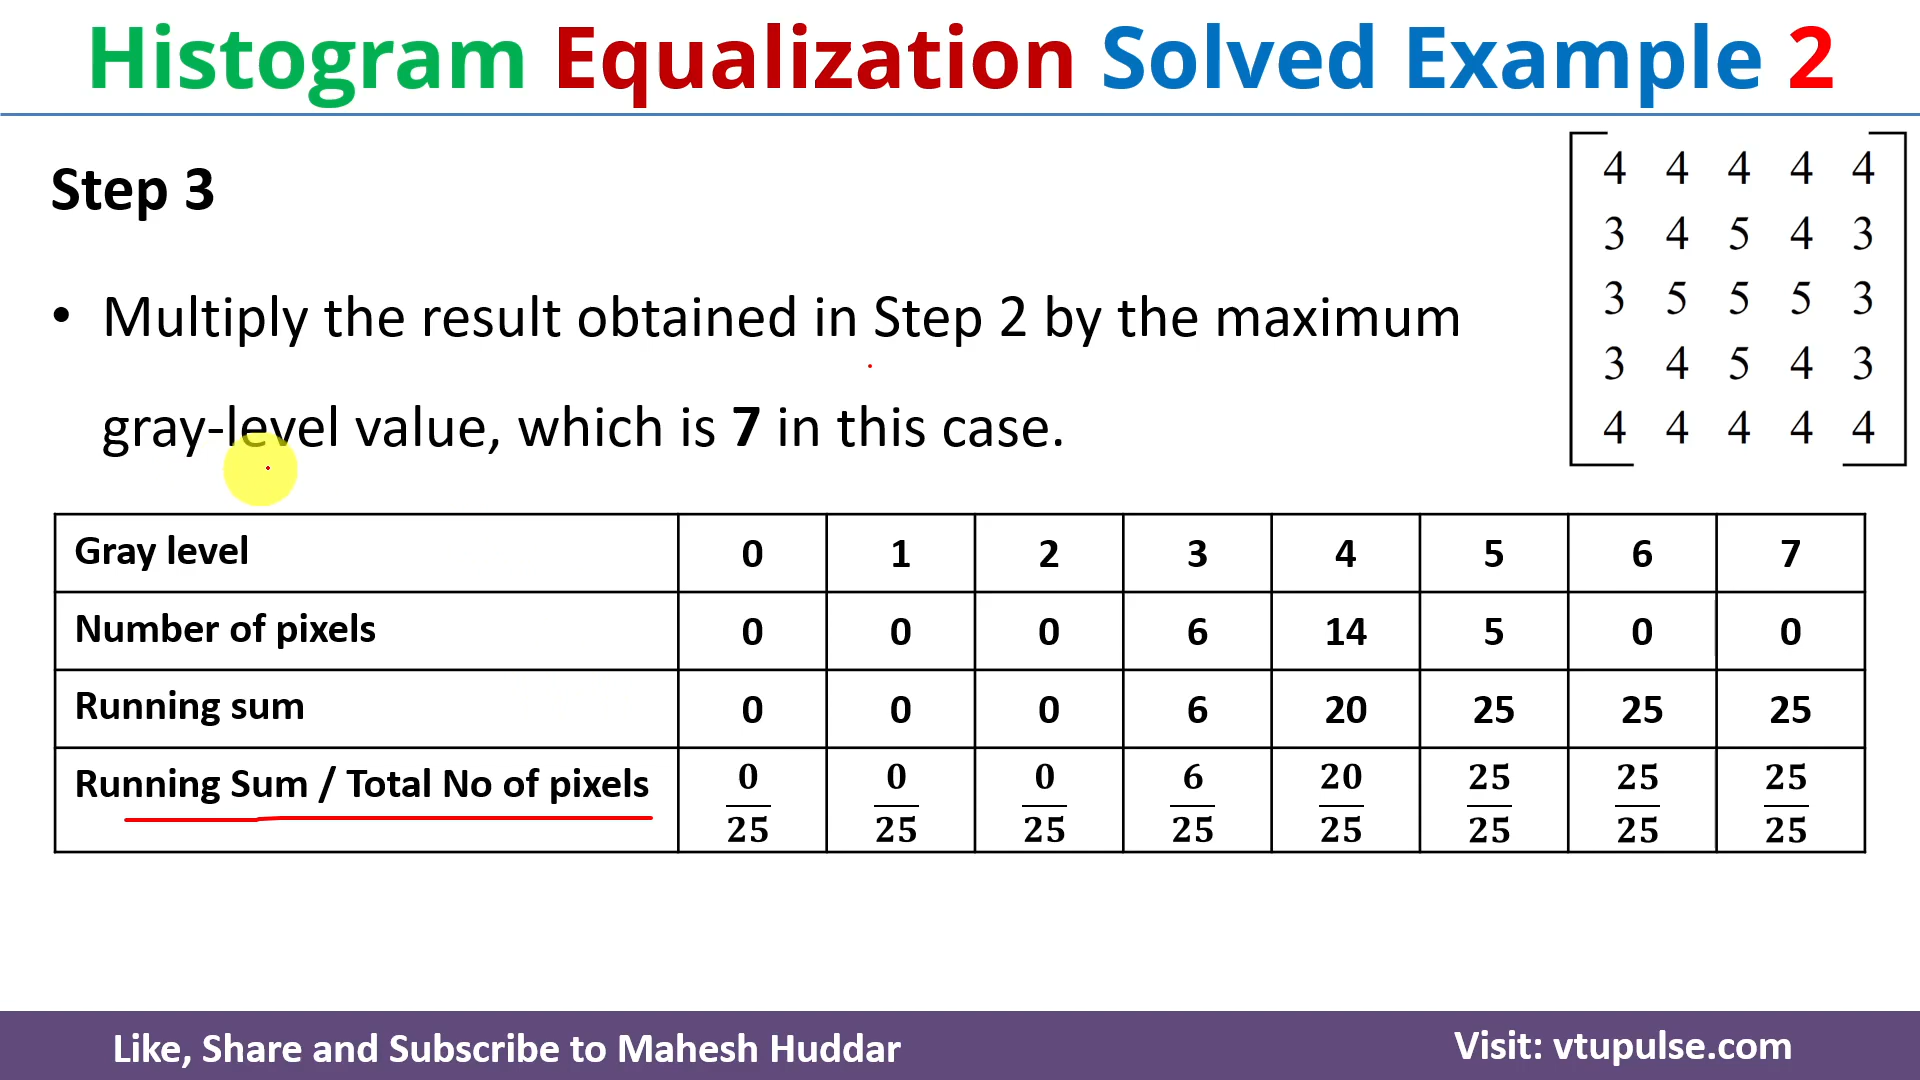 Histogram Equalization Solved Example 2
Step 3
4 4 4 4 4
3 4 5 4 3
3 5 5 5 3
3 4 5 4 3
4 4 4 4 4
• Multiply the result obtained in Step 2 by the maximum
gray-level value, which is 7 in this case.
Gray level 0 1 2 3 4 5 6 7
Number of pixels 0 0 0 6 14 5 0 0
Running sum 0 0 0 6 20 25 25 25
Running Sum / Total No of pixels 0/25 0/25 0/25 6/25 20/25 25/25 25/25 25/25
Like, Share and Subscribe to Mahesh Huddar
Visit: vtupulse.com